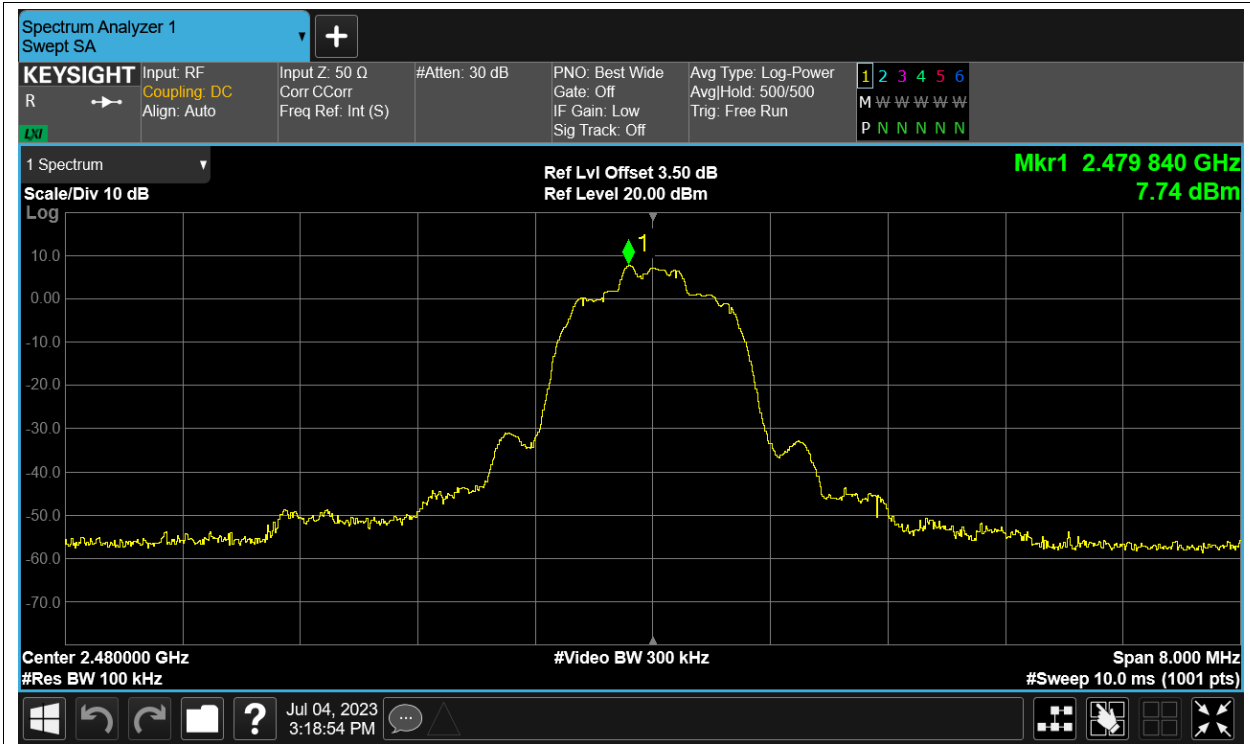 Spectrum Analyzer 1
Swept SA
KEYSIGHT
R
LXI
Input: RF
Coupling: DC
Align: Auto
Input Z: 50 Ω
Corr CCorr
Freq Ref: Int (S)
#Atten: 30 dB
PNO: Best Wide
Gate: Off
IF Gain: Low
Sig Track: Off
Avg Type: Log-Power
Avg|Hold: 500/500
Trig: Free Run
1 2 3 4 5 6
M W W W W W
P N N N N N
1 Spectrum
Scale/Div 10 dB
Log
Ref Lvl Offset 3.50 dB
Ref Level 20.00 dBm
Mkr1 2.479 840 GHz
7.74 dBm
1
10.0
0.00
-10.0
-20.0
-30.0
-40.0
-50.0
-60.0
-70.0
Center 2.480000 GHz
#Res BW 100 kHz
#Video BW 300 kHz
Span 8.000 MHz
#Sweep 10.0 ms (1001 pts)
?
Jul 04, 2023
3:18:54 PM